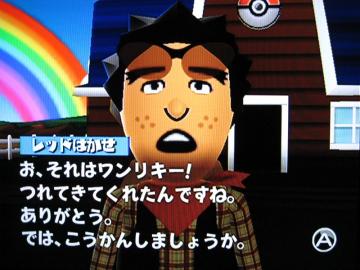 レッドはかせ
お、それはワンリキー!
つれてきてくれたんですね。
ありがとう。
では、こうかんしましょうか。
A